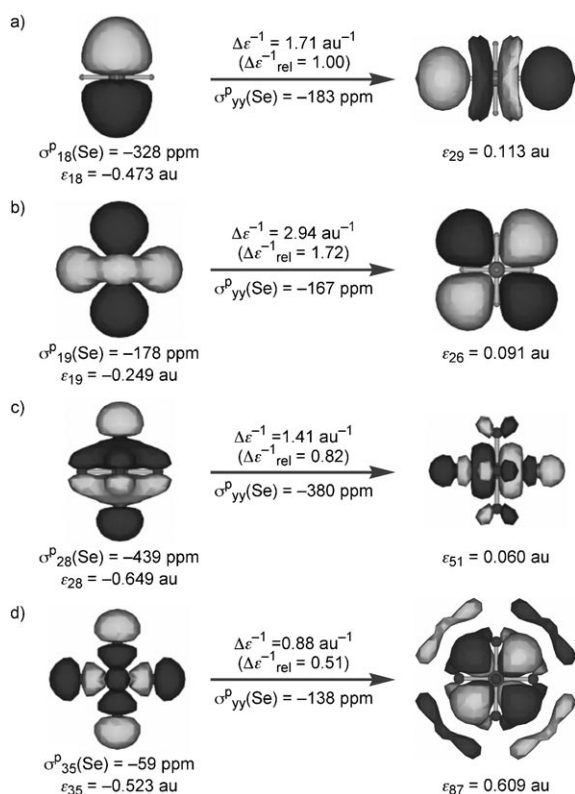 a)
Δε⁻¹ = 1.71 au⁻¹
(Δε⁻¹rel = 1.00)
σᵖyy(Se) = –183 ppm
σᵖ18(Se) = –328 ppm
ε18 = –0.473 au
ε29 = 0.113 au
b)
Δε⁻¹ = 2.94 au⁻¹
(Δε⁻¹rel = 1.72)
σᵖyy(Se) = –167 ppm
σᵖ19(Se) = –178 ppm
ε19 = –0.249 au
ε26 = 0.091 au
c)
Δε⁻¹ =1.41 au⁻¹
(Δε⁻¹rel = 0.82)
σᵖyy(Se) = –380 ppm
σᵖ28(Se) = –439 ppm
ε28 = –0.649 au
ε51 = 0.060 au
d)
Δε⁻¹ =0.88 au⁻¹
(Δε⁻¹rel = 0.51)
σᵖyy(Se) = –138 ppm
σᵖ35(Se) = –59 ppm
ε35 = –0.523 au
ε87 = 0.609 au